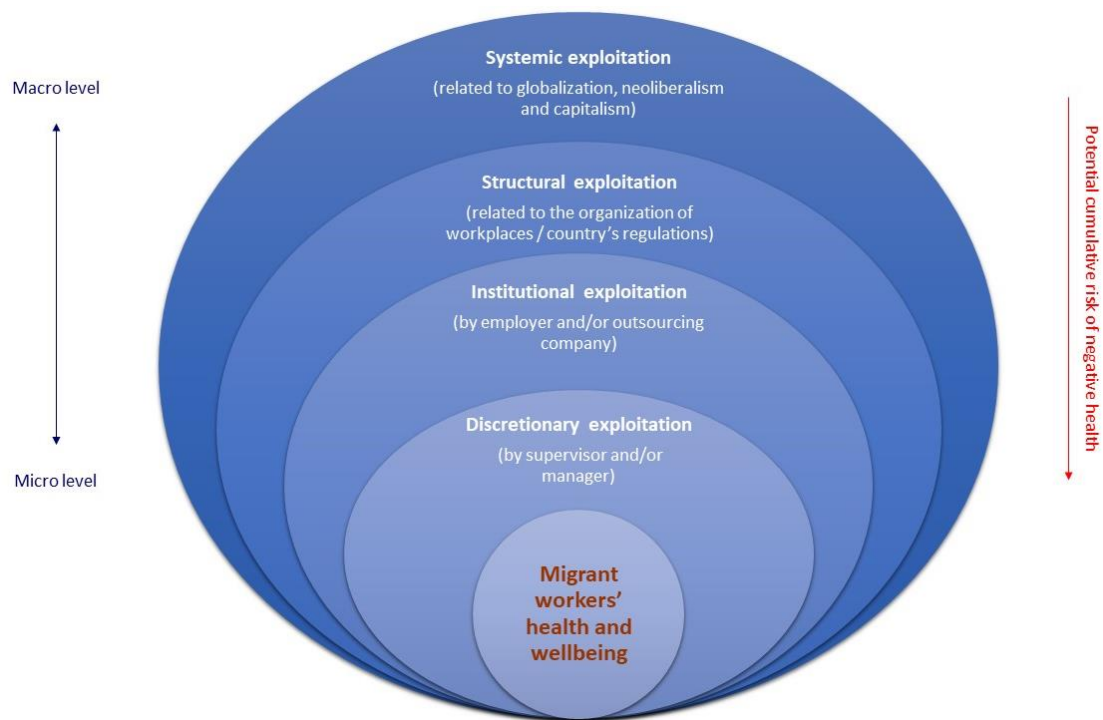 Macro level
Micro level
Systemic exploitation
(related to globalization, neoliberalism
and capitalism)
Structural exploitation
(related to the organization of
workplaces / country's regulations)
Institutional exploitation
(by employer and/or outsourcing
company)
Discretionary exploitation
(by supervisor and/or
manager)
Migrant
workers’
health and
wellbeing
Potential cumulative risk of negative health